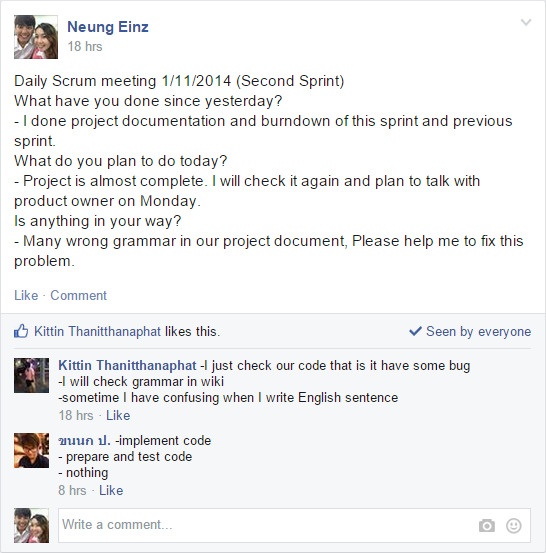 Neung Einz
18 hrs
Daily Scrum meeting 1/11/2014 (Second Sprint)
What have you done since yesterday?
- I done project documentation and burndown of this sprint and previous
sprint.
What do you plan to do today?
- Project is almost complete. I will check it again and plan to talk with
product owner on Monday.
Is anything in your way?
- Many wrong grammar in our project document, Please help me to fix this
problem.
Like · Comment
Kittin Thanitthanaphat likes this. Seen by everyone
Kittin Thanitthanaphat -I just check our code that is it have some bug
-I will check grammar in wiki
-sometime I have confusing when I write English sentence
18 hrs · Like
ขนนก ป. -implement code
- prepare and test code
- nothing
8 hrs · Like
Write a comment...